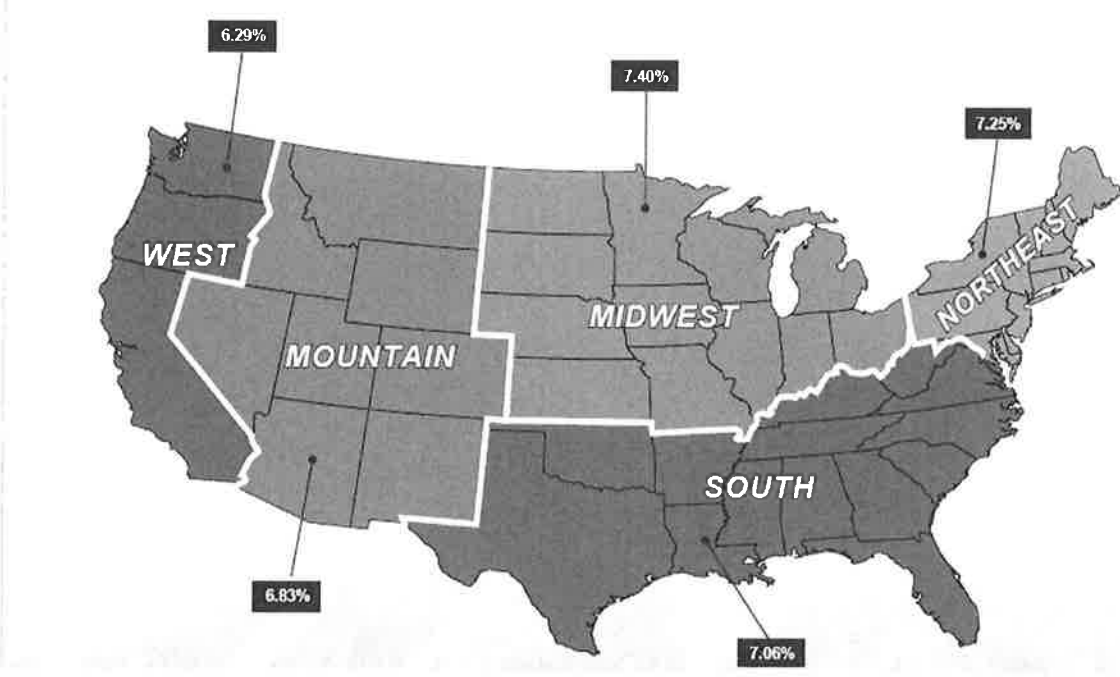 6.29%
7.40%
7.25%
WEST
NORTHEAST
MIDWEST
MOUNTAIN
SOUTH
6.83%
7.06%